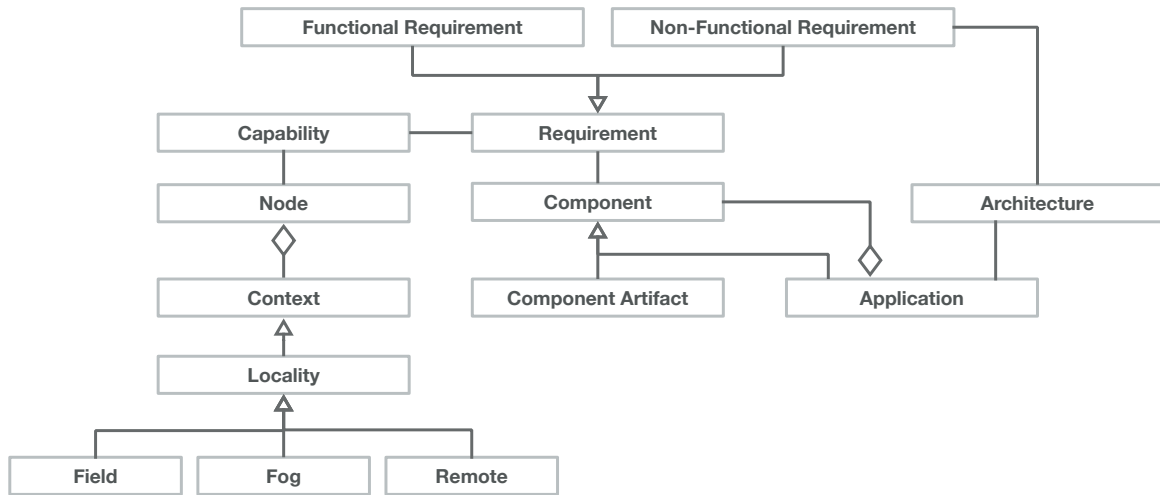 Functional Requirement
Non-Functional Requirement
Capability
Requirement
Node
Component
Architecture
Context
Component Artifact
Application
Locality
Field
Fog
Remote